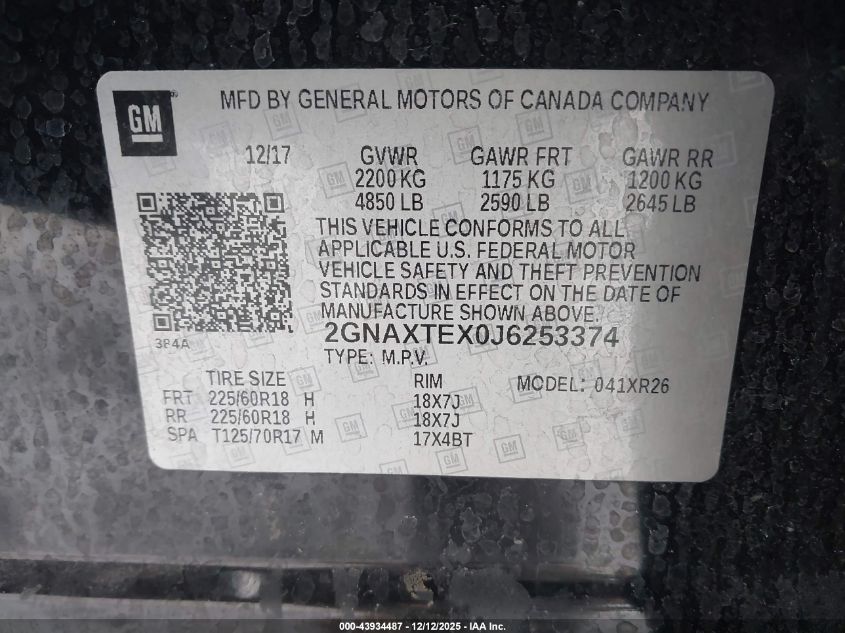 GM
MFD BY GENERAL MOTORS OF CANADA COMPANY
12/17 GVWR GAWR FRT GAWR RR
2200 KG 1175 KG 1200 KG
4850 LB 2590 LB 2645 LB
THIS VEHICLE CONFORMS TO ALL
APPLICABLE U.S. FEDERAL MOTOR
VEHICLE SAFETY AND THEFT PREVENTION
STANDARDS IN EFFECT ON THE DATE OF
MANUFACTURE SHOWN ABOVE.
2GNAXTEX0J6253374
3B4A
TYPE: M.P.V.
TIRE SIZE RIM MODEL: 041XR26
FRT 225/60R18 H 18X7J
RR 225/60R18 H 18X7J
SPA T125/70R17 M 17X4BT
000-43934487 - 12/12/2025 - IAA Inc.